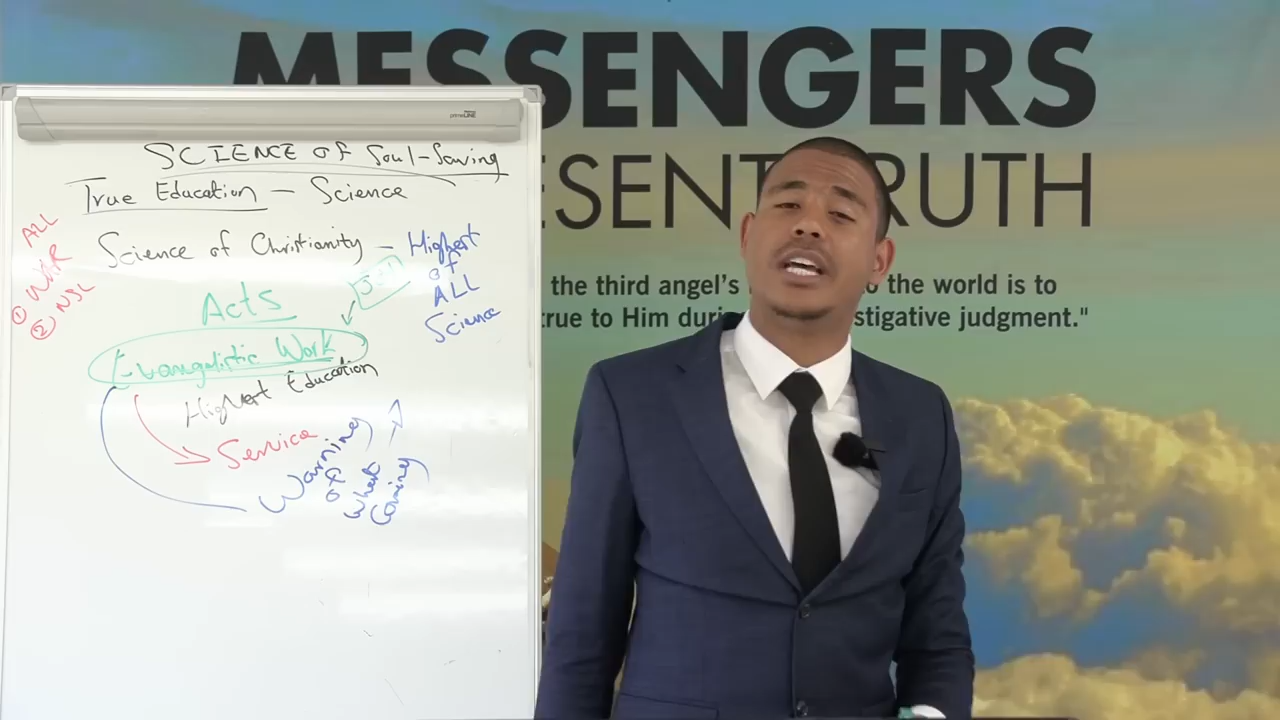 MESSENGERS
ESENT RUTH
the third angel's o the world is to
true to Him duri stigative judgment."
primeLINE
SCIENCE of Soul-Saving
True Education – Science
Science of Christianity – Highest
of
ALL
Science
ALL
① WOR
② NSL
Acts
Evangelistic Work
Highest Education
Service
Warning
of
What
Coming